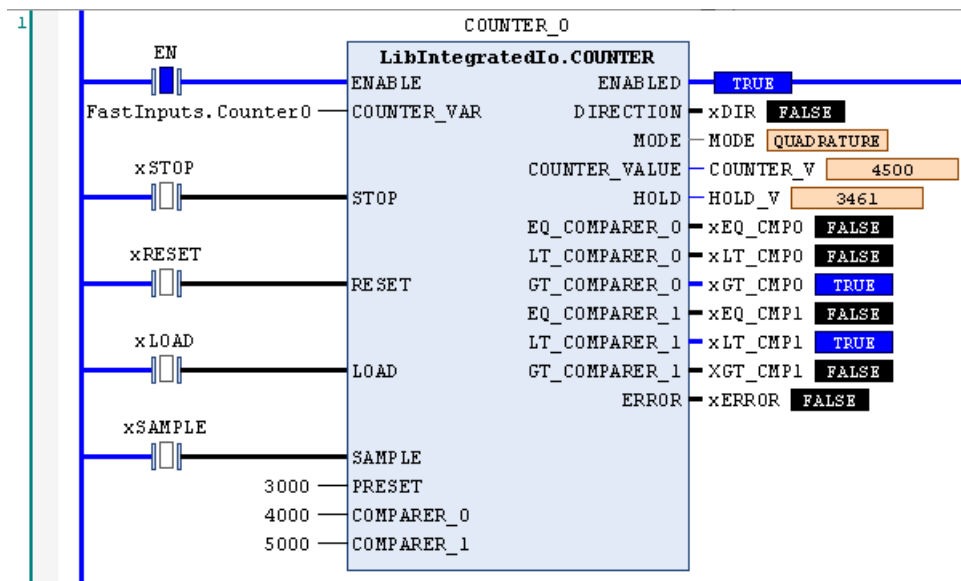 1
COUNTER_0
EN
LibIntegratedIo.COUNTER
ENABLE ENABLED TRUE
FastInputs.Counter0 COUNTER_VAR DIRECTION xDIR FALSE
MODE MODE QUADRATURE
xSTOP COUNTER_VALUE COUNTER_V 4500
STOP HOLD HOLD_V 3461
EQ_COMPARER_0 xEQ_CMP0 FALSE
xRESET LT_COMPARER_0 xLT_CMP0 FALSE
RESET GT_COMPARER_0 xGT_CMP0 TRUE
EQ_COMPARER_1 xEQ_CMP1 FALSE
xLOAD LT_COMPARER_1 xLT_CMP1 TRUE
LOAD GT_COMPARER_1 XGT_CMP1 FALSE
ERROR xERROR FALSE
xSAMPLE
SAMPLE
3000 PRESET
4000 COMPARER_0
5000 COMPARER_1